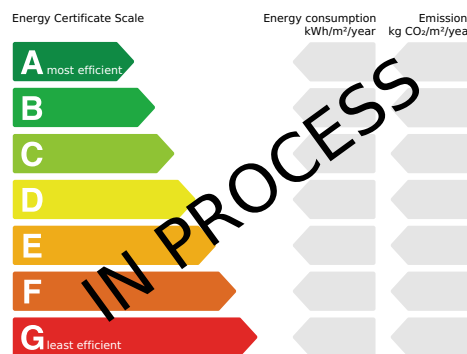 Energy Certificate Scale
Energy consumption
kWh/m²/year
Emission
kg CO₂/m²/year
A most efficient
B
C
D
E
F
G least efficient
IN PROCESS